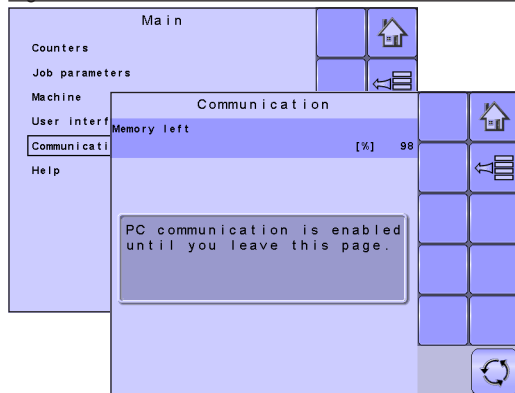 Main
Counters
Job parameters
Machine
User interf
Communicati
Help
Communication
Memory left
[%] 98
PC communication is enabled
until you leave this page.